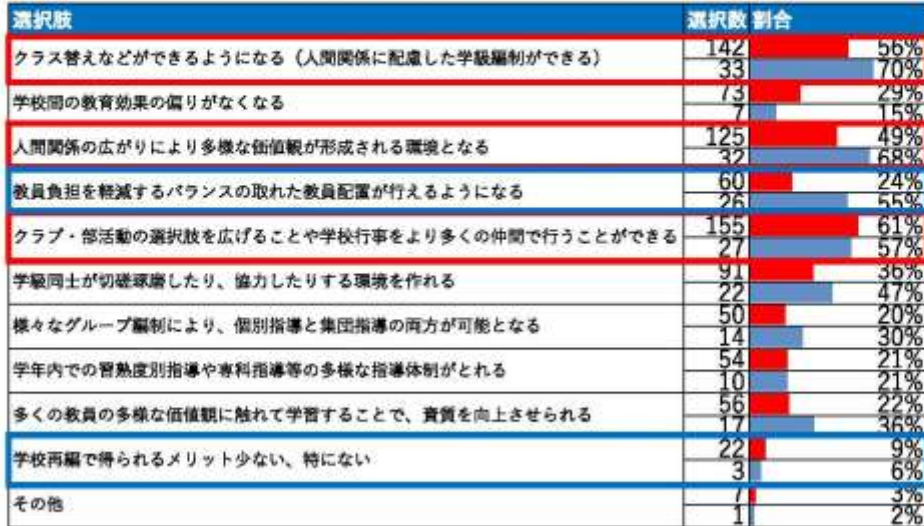 選択肢 選択数 割合
クラス替えなどができるようになる（人間関係に配慮した学級編制ができる） 142 56%
33 70%
学校間の教育効果の偏りがなくなる 73 29%
7 15%
人間関係の広がりにより多様な価値観が形成される環境となる 125 49%
32 68%
教員負担を軽減するバランスの取れた教員配置が行えるようになる 60 24%
26 55%
クラブ・部活動の選択肢を広げることや学校行事をより多くの仲間で行うことができる 155 61%
27 57%
学級同士が切磋琢磨したり、協力したりする環境を作れる 91 36%
22 47%
様々なグループ編制により、個別指導と集団指導の両方が可能となる 50 20%
14 30%
学年内での習熟度別指導や専科指導等の多様な指導体制がとれる 54 21%
10 21%
多くの教員の多様な価値観に触れて学習することで、資質を向上させられる 56 22%
17 36%
学校再編で得られるメリット少ない、特にない 22 9%
3 6%
その他 7 3%
1 2%